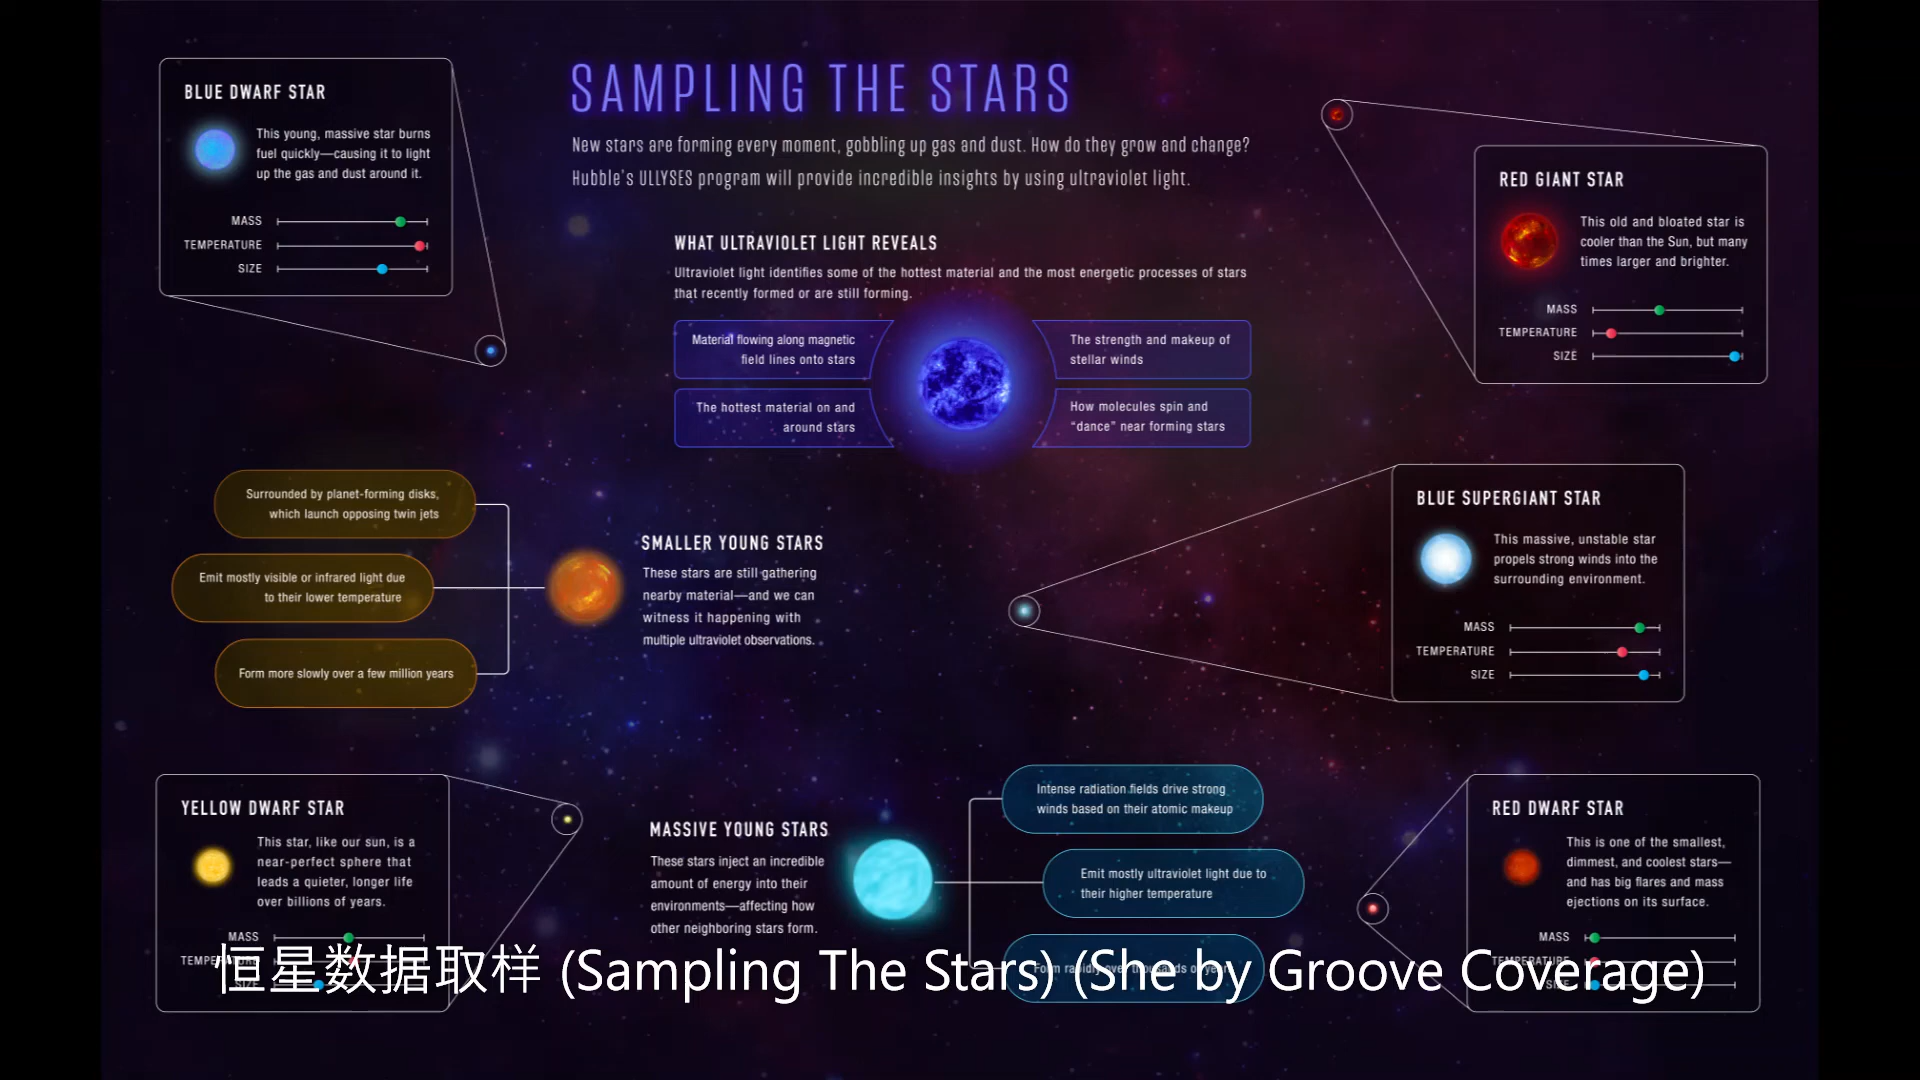 SAMPLING THE STARS
New stars are forming every moment, gobbling up gas and dust. How do they grow and change?
Hubble's ULLYSES program will provide incredible insights by using ultraviolet light.
BLUE DWARF STAR
This young, massive star burns
fuel quickly—causing it to light
up the gas and dust around it.
MASS
TEMPERATURE
SIZE
WHAT ULTRAVIOLET LIGHT REVEALS
Ultraviolet light identifies some of the hottest material and the most energetic processes of stars
that recently formed or are still forming.
Material flowing along magnetic
field lines onto stars
The hottest material on and
around stars
The strength and makeup of
stellar winds
How molecules spin and
“dance” near forming stars
RED GIANT STAR
This old and bloated star is
cooler than the Sun, but many
times larger and brighter.
MASS
TEMPERATURE
SIZE
Surrounded by planet-forming disks,
which launch opposing twin jets
Emit mostly visible or infrared light due
to their lower temperature
Form more slowly over a few million years
SMALLER YOUNG STARS
These stars are still gathering
nearby material—and we can
witness it happening with
multiple ultraviolet observations.
BLUE SUPERGIANT STAR
This massive, unstable star
propels strong winds into the
surrounding environment.
MASS
TEMPERATURE
SIZE
YELLOW DWARF STAR
This star, like our sun, is a
near-perfect sphere that
leads a quieter, longer life
over billions of years.
MASS
TEMPERATURE
SIZE
MASSIVE YOUNG STARS
These stars inject an incredible
amount of energy into their
environments—affecting how
other neighboring stars form.
Intense radiation fields drive strong
winds based on their atomic makeup
Emit mostly ultraviolet light due to
their higher temperature
Form rapidly over thousands of years
RED DWARF STAR
This is one of the smallest,
dimmest, and coolest stars—
and has big flares and mass
ejections on its surface.
MASS
TEMPERATURE
SIZE
恒星数据取样 (Sampling The Stars) (She by Groove Coverage)